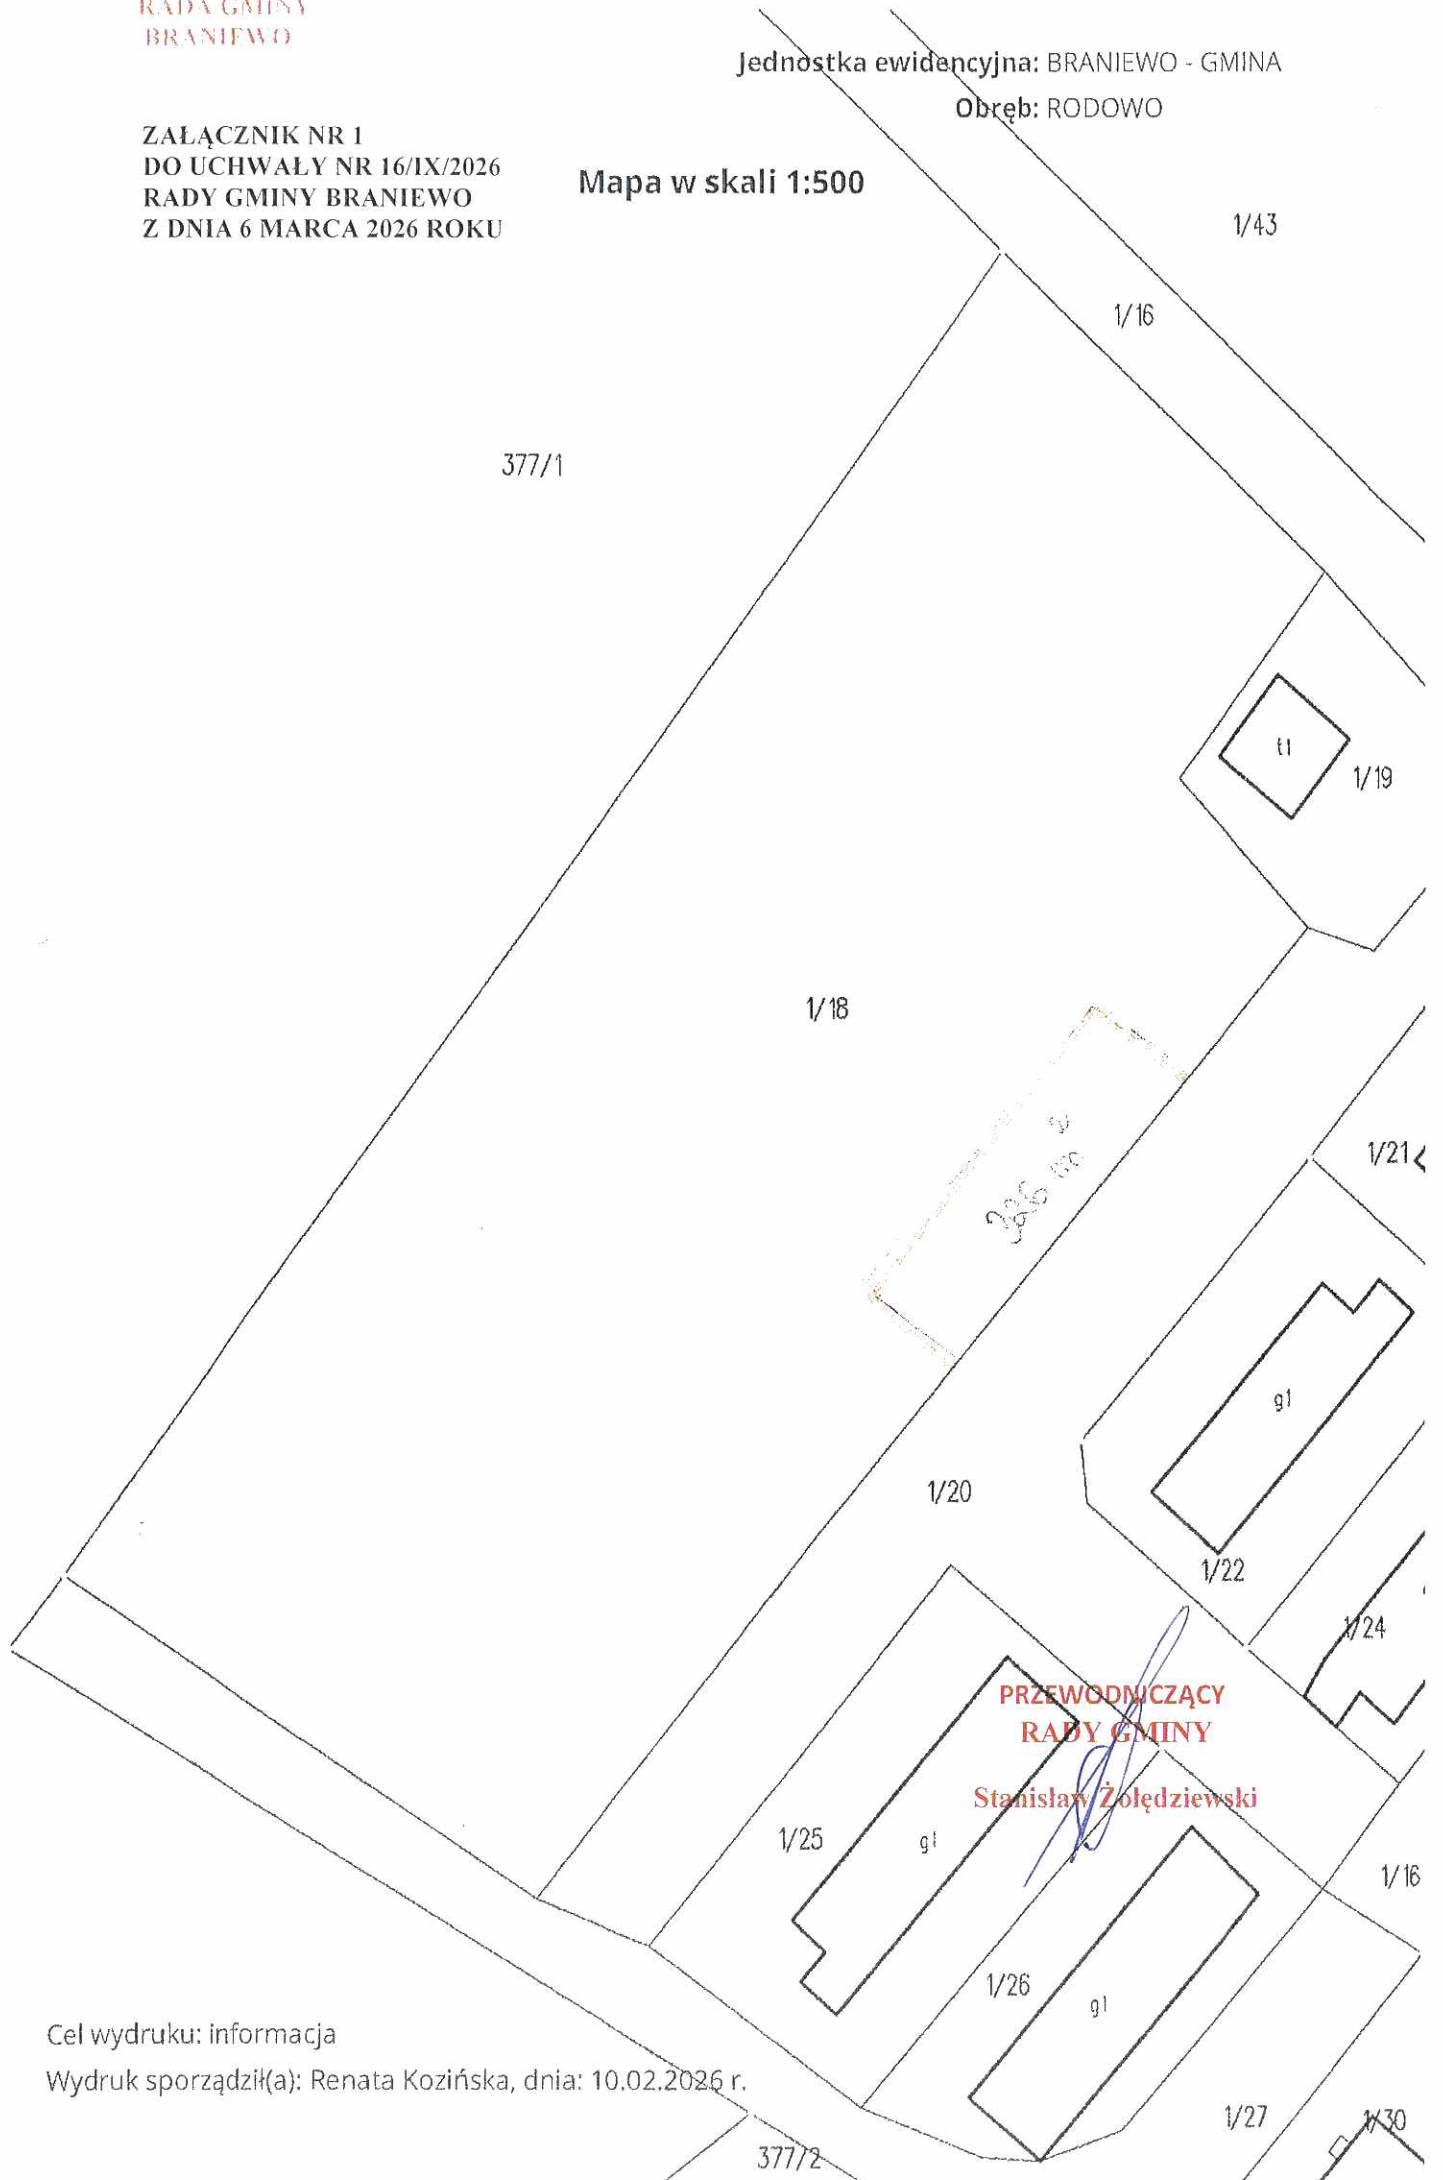 RADA GMINY
BRANIEWO
Jednostka ewidencyjna: BRANIEWO - GMINA
Obręb: RODOWO
ZAŁĄCZNIK NR 1
DO UCHWAŁY NR 16/IX/2026
RADY GMINY BRANIEWO
Z DNIA 6 MARCA 2026 ROKU
Mapa w skali 1:500
1/43
1/16
377/1
t1
1/19
1/18
326 m2
1/21
g1
1/20
1/22
1/24
PRZEWODNICZĄCY
RADY GMINY
Stanisław Żołędziewski
1/25
g1
1/16
1/26
g1
Cel wydruku: informacja
Wydruk sporządził(a): Renata Kozińska, dnia: 10.02.2026 r.
1/27
1/30
377/2